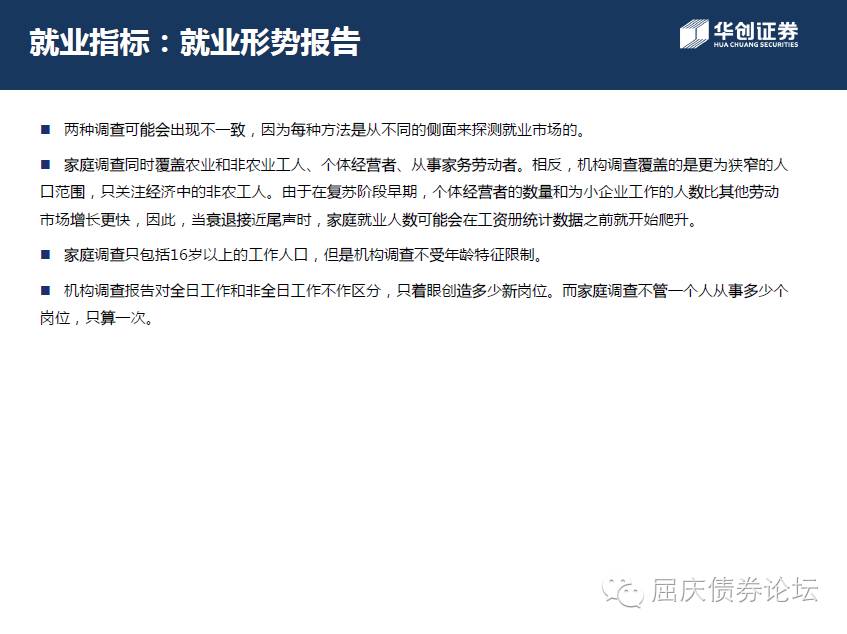 就业指标：就业形势报告
华创证券
HUA CHUANG SECURITIES
■ 两种调查可能会出现不一致，因为每种方法是从不同的侧面来探测就业市场的。
■ 家庭调查同时覆盖农业和非农业工人、个体经营者、从事家务劳动者。相反，机构调查覆盖的是更为狭窄的人
口范围，只关注经济中的非农工人。由于在复苏阶段早期，个体经营者的数量和为小企业工作的人数比其他劳动
市场增长更快，因此，当衰退接近尾声时，家庭就业人数可能会在工资册统计数据之前就开始爬升。
■ 家庭调查只包括16岁以上的工作人口，但是机构调查不受年龄特征限制。
■ 机构调查报告对全日工作和非全日工作不作区分，只着眼创造多少新岗位。而家庭调查不管一个人从事多少个
岗位，只算一次。
屈庆债券论坛